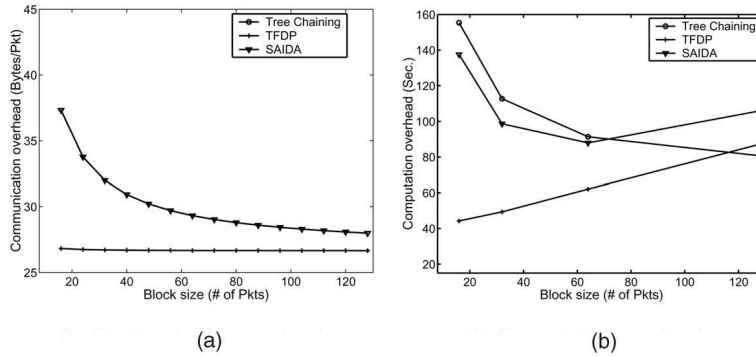 45
40
35
30
25
Communication overhead (Bytes/Pkt)
20 40 60 80 100 120
Block size (# of Pkts)
Tree Chaining
TFDP
SAIDA
(a)
160
140
120
100
80
60
40
20
Computation overhead (Sec.)
20 40 60 80 100 120
Block size (# of Pkts)
Tree Chaining
TFDP
SAIDA
(b)